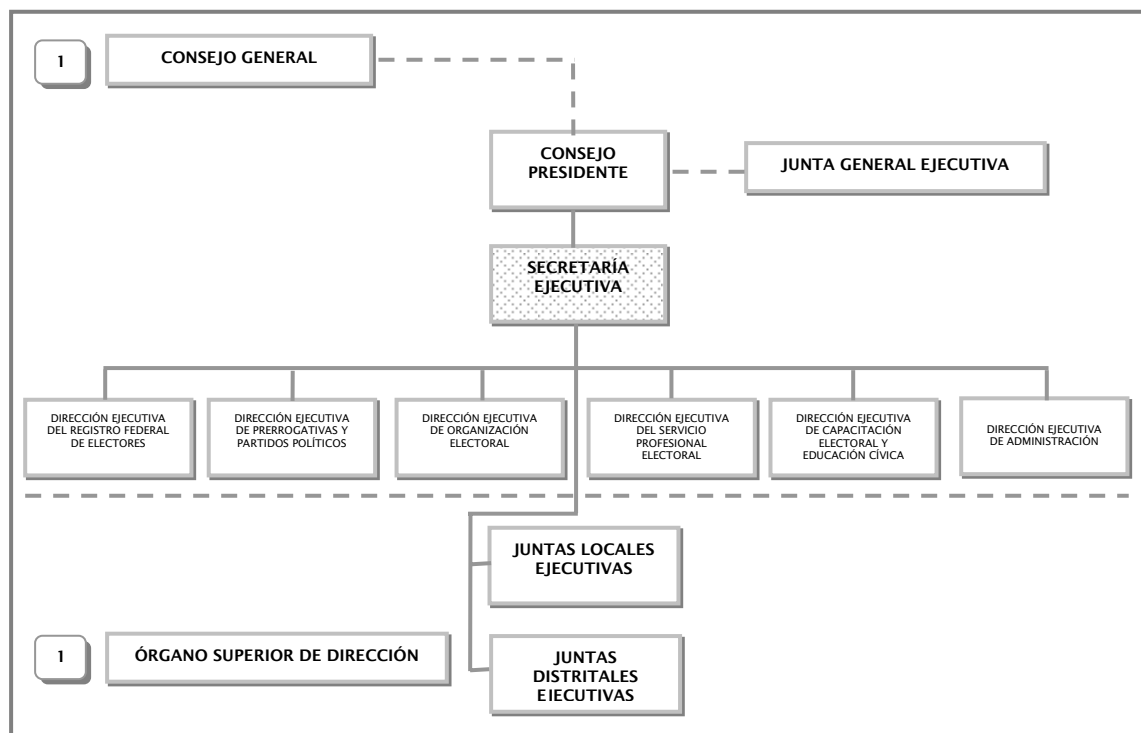 1
CONSEJO GENERAL
CONSEJO
PRESIDENTE
JUNTA GENERAL EJECUTIVA
SECRETARÍA
EJECUTIVA
DIRECCIÓN EJECUTIVA
DEL REGISTRO FEDERAL
DE ELECTORES
DIRECCIÓN EJECUTIVA
DE PRERROGATIVAS Y
PARTIDOS POLÍTICOS
DIRECCIÓN EJECUTIVA
DE ORGANIZACIÓN
ELECTORAL
DIRECCIÓN EJECUTIVA
DEL SERVICIO
PROFESIONAL
ELECTORAL
DIRECCIÓN EJECUTIVA
DE CAPACITACIÓN
ELECTORAL Y
EDUCACIÓN CÍVICA
DIRECCIÓN EJECUTIVA
DE ADMINISTRACIÓN
JUNTAS LOCALES
EJECUTIVAS
1
ÓRGANO SUPERIOR DE DIRECCIÓN
JUNTAS
DISTRITALES
EIECUTIVAS